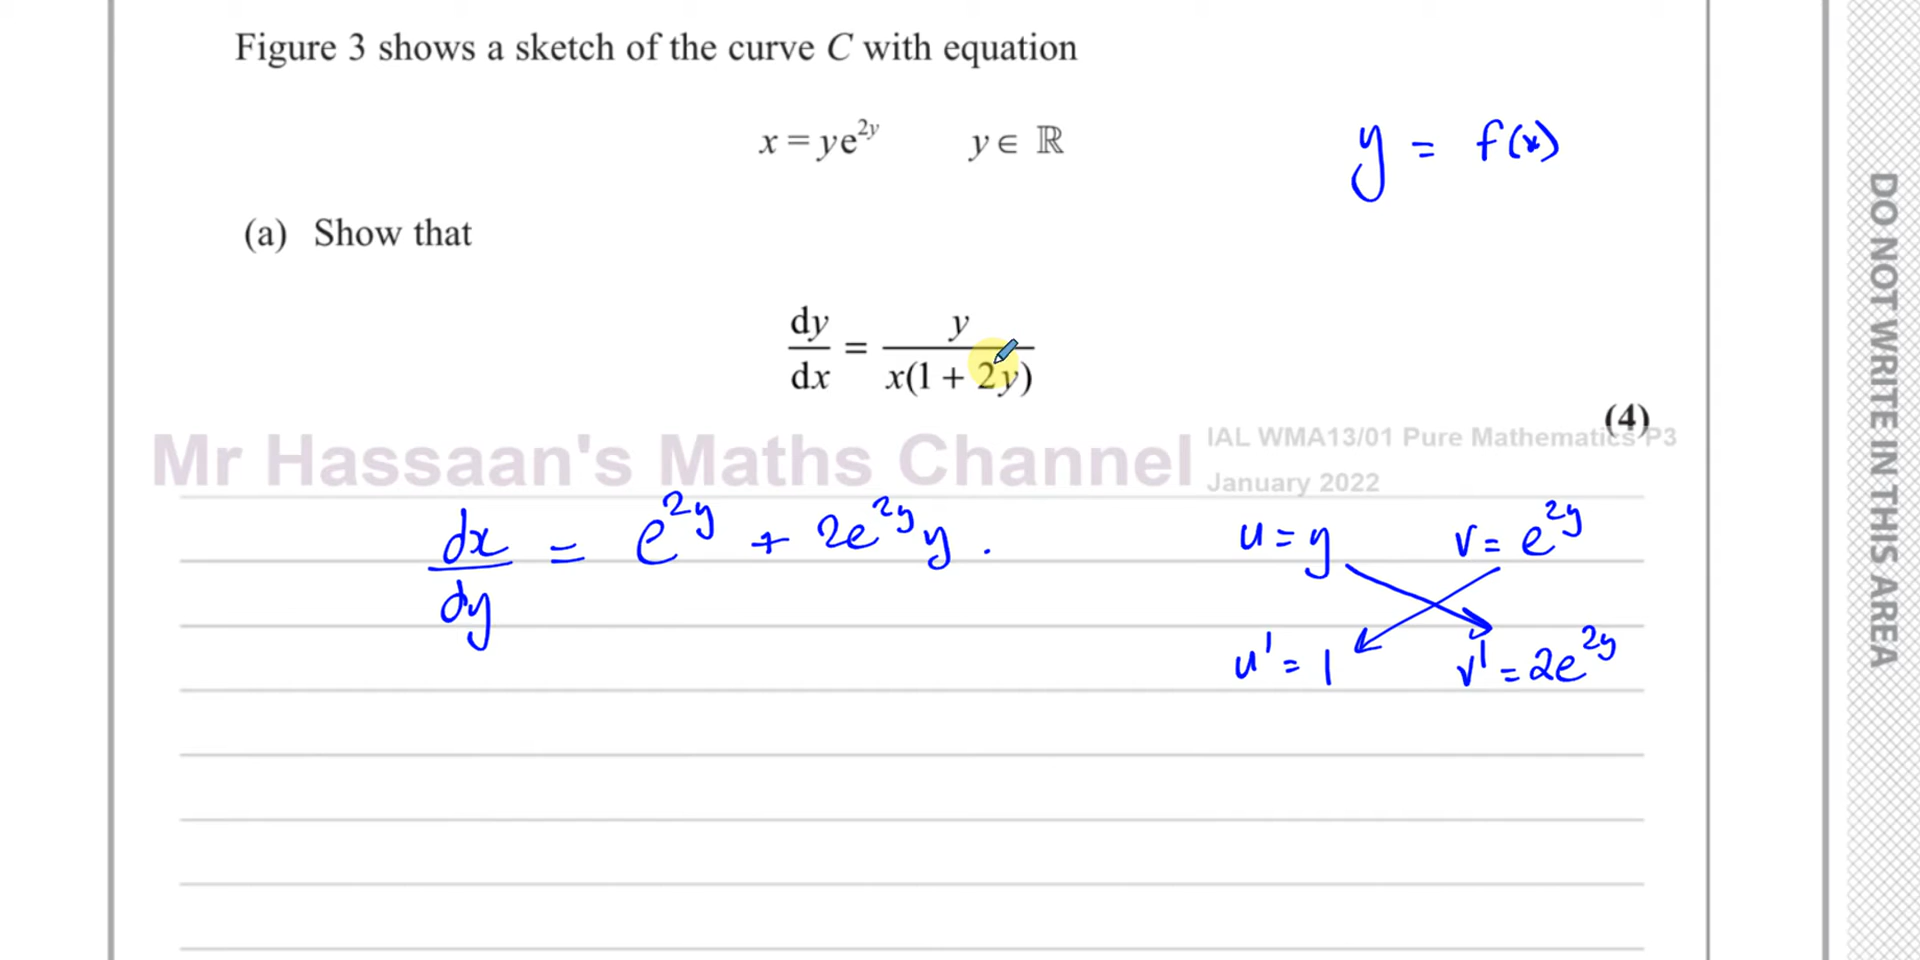 Figure 3 shows a sketch of the curve C with equation
x = ye^{2y}    y ∈ ℝ
y = f(x)
(a) Show that
dy/dx = y/(x(1 + 2y))
(4)
Mr Hassaan's Maths Channel
IAL WMA13/01 Pure Mathematics P3
January 2022
dx/dy = e^{2y} + 2e^{2y}y.
u = y    v = e^{2y}
u' = 1    v' = 2e^{2y}
DO NOT WRITE IN THIS AREA